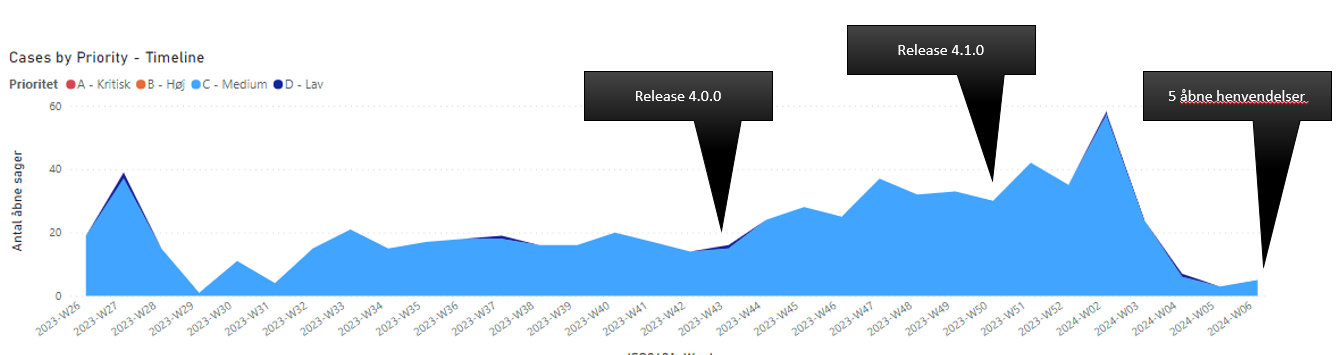 Release 4.1.0
Cases by Priority - Timeline
Release 4.0.0
5 åbne henvendelser
Prioritet A - Kritisk B - Høj C - Medium D - Lav
Antal åbne sager
60
40
20
0
2023-W26
2023-W27
2023-W28
2023-W29
2023-W30
2023-W31
2023-W32
2023-W33
2023-W34
2023-W35
2023-W36
2023-W37
2023-W38
2023-W39
2023-W40
2023-W41
2023-W42
2023-W43
2023-W44
2023-W45
2023-W46
2023-W47
2023-W48
2023-W49
2023-W50
2023-W51
2023-W52
2024-W02
2024-W03
2024-W04
2024-W05
2024-W06